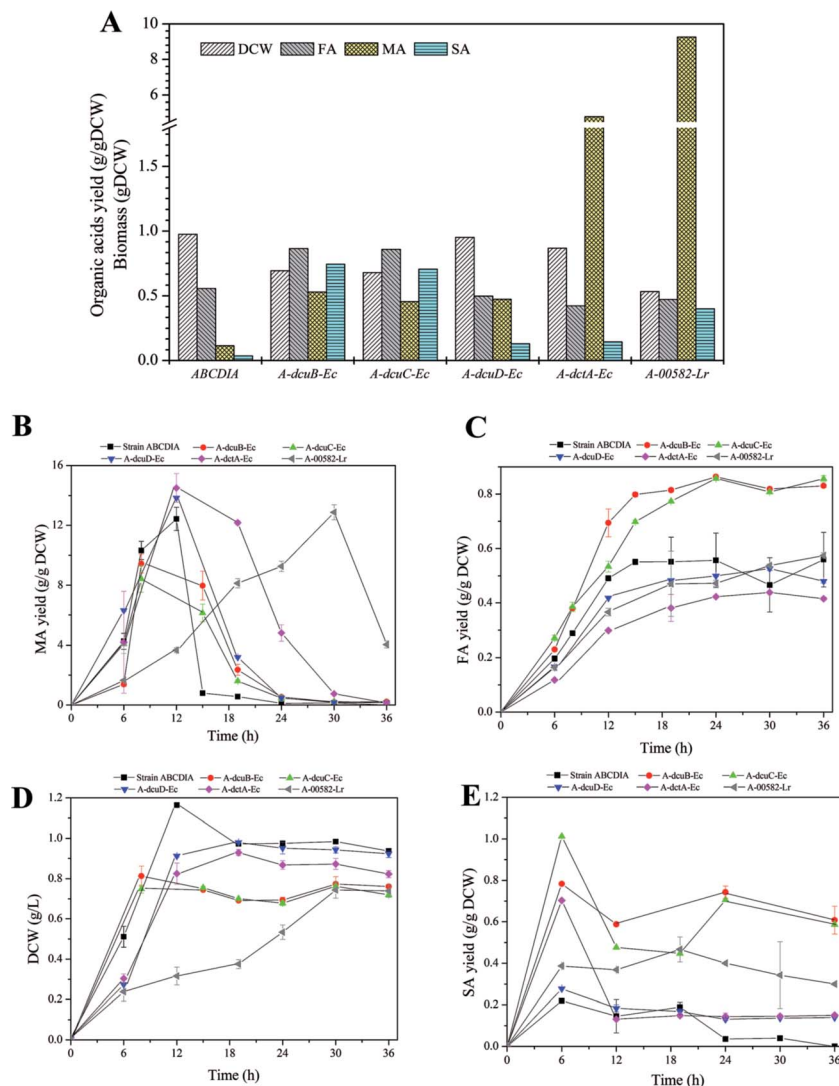 A
Organic acids yield (g/gDCW)
Biomass (gDCW)
10
8
6
1.5
1.0
0.5
0.0
DCW FA MA SA
ABCDIA A-dcuB-Ec A-dcuC-Ec A-dcuD-Ec A-dctA-Ec A-00582-Lr
B
Strain ABCDIA A-dcuB-Ec A-dcuC-Ec
A-dcuD-Ec A-dctA-Ec A-00582-Lr
MA yield (g/g DCW)
16
12
8
4
0
0 6 12 18 24 30 36
Time (h)
C
Strain ABCDIA A-dcuB-Ec A-dcuC-Ec
A-dcuD-Ec A-dctA-Ec A-00582-Lr
FA yield (g/g DCW)
0.8
0.6
0.4
0.2
0.0
0 6 12 18 24 30 36
Time (h)
D
Strain ABCDIA A-dcuB-Ec A-dcuC-Ec
A-dcuD-Ec A-dctA-Ec A-00582-Lr
DCW (g/L)
1.2
1.0
0.8
0.6
0.4
0.2
0.0
0 6 12 18 24 30 36
Time (h)
E
Strain ABCDIA A-dcuB-Ec A-dcuC-Ec
A-dcuD-Ec A-dctA-Ec A-00582-Lr
SA yield (g/g DCW)
1.2
1.0
0.8
0.6
0.4
0.2
0.0
0 6 12 18 24 30 36
Time (h)